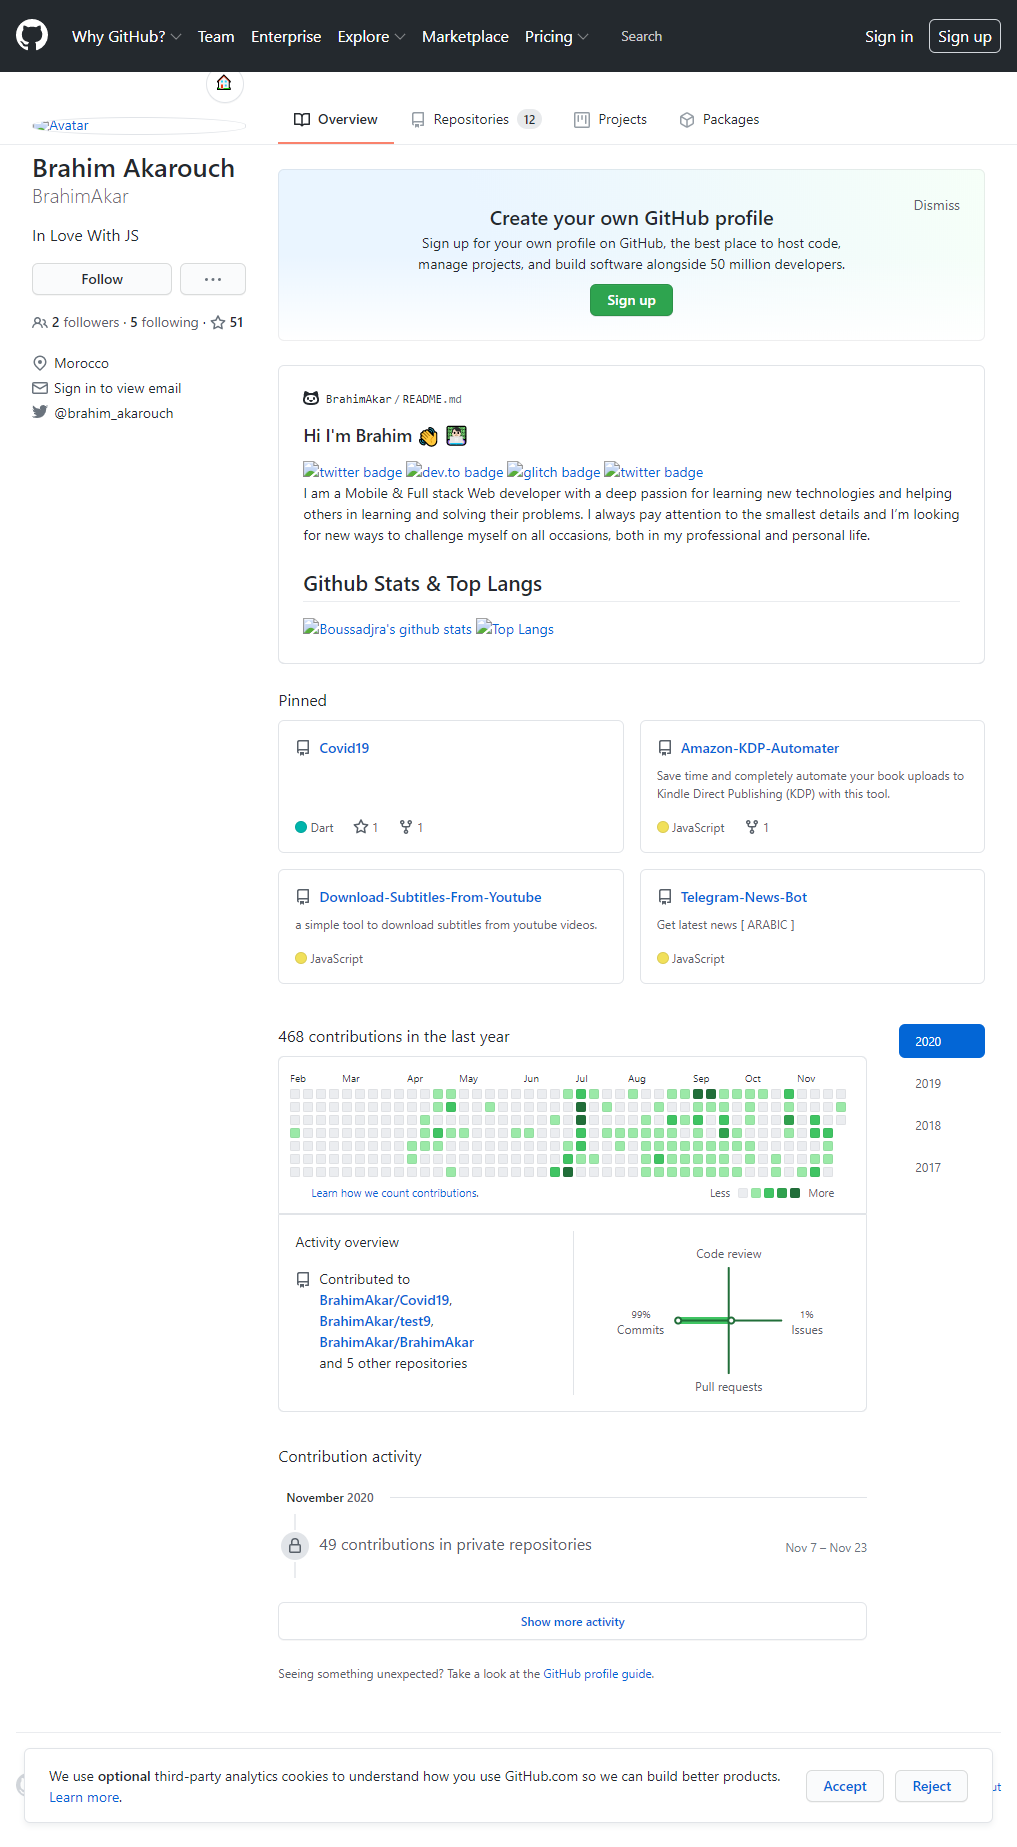 Why GitHub? Team Enterprise Explore Marketplace Pricing Search Sign in Sign up
Avatar
Overview Repositories 12 Projects Packages
Brahim Akarouch
BrahimAkar
In Love With JS
Follow ...
2 followers · 5 following · 51
Morocco
Sign in to view email
@brahim_akarouch
Dismiss
Create your own GitHub profile
Sign up for your own profile on GitHub, the best place to host code,
manage projects, and build software alongside 50 million developers.
Sign up
BrahimAkar / README.md
Hi I'm Brahim
twitter badge dev.to badge glitch badge twitter badge
I am a Mobile & Full stack Web developer with a deep passion for learning new technologies and helping
others in learning and solving their problems. I always pay attention to the smallest details and I'm looking
for new ways to challenge myself on all occasions, both in my professional and personal life.
Github Stats & Top Langs
Boussadjra's github stats Top Langs
Pinned
Covid19
Dart 1 1
Amazon-KDP-Automater
Save time and completely automate your book uploads to
Kindle Direct Publishing (KDP) with this tool.
JavaScript 1
Download-Subtitles-From-Youtube
a simple tool to download subtitles from youtube videos.
JavaScript
Telegram-News-Bot
Get latest news [ ARABIC ]
JavaScript
468 contributions in the last year
2020
2019
2018
2017
Feb Mar Apr May Jun Jul Aug Sep Oct Nov
Learn how we count contributions. Less More
Activity overview
Contributed to
BrahimAkar/Covid19,
BrahimAkar/test9,
BrahimAkar/BrahimAkar
and 5 other repositories
Code review
99%
Commits
1%
Issues
Pull requests
Contribution activity
November 2020
49 contributions in private repositories Nov 7 – Nov 23
Show more activity
Seeing something unexpected? Take a look at the GitHub profile guide.
We use optional third-party analytics cookies to understand how you use GitHub.com so we can build better products.
Learn more.
Accept Reject